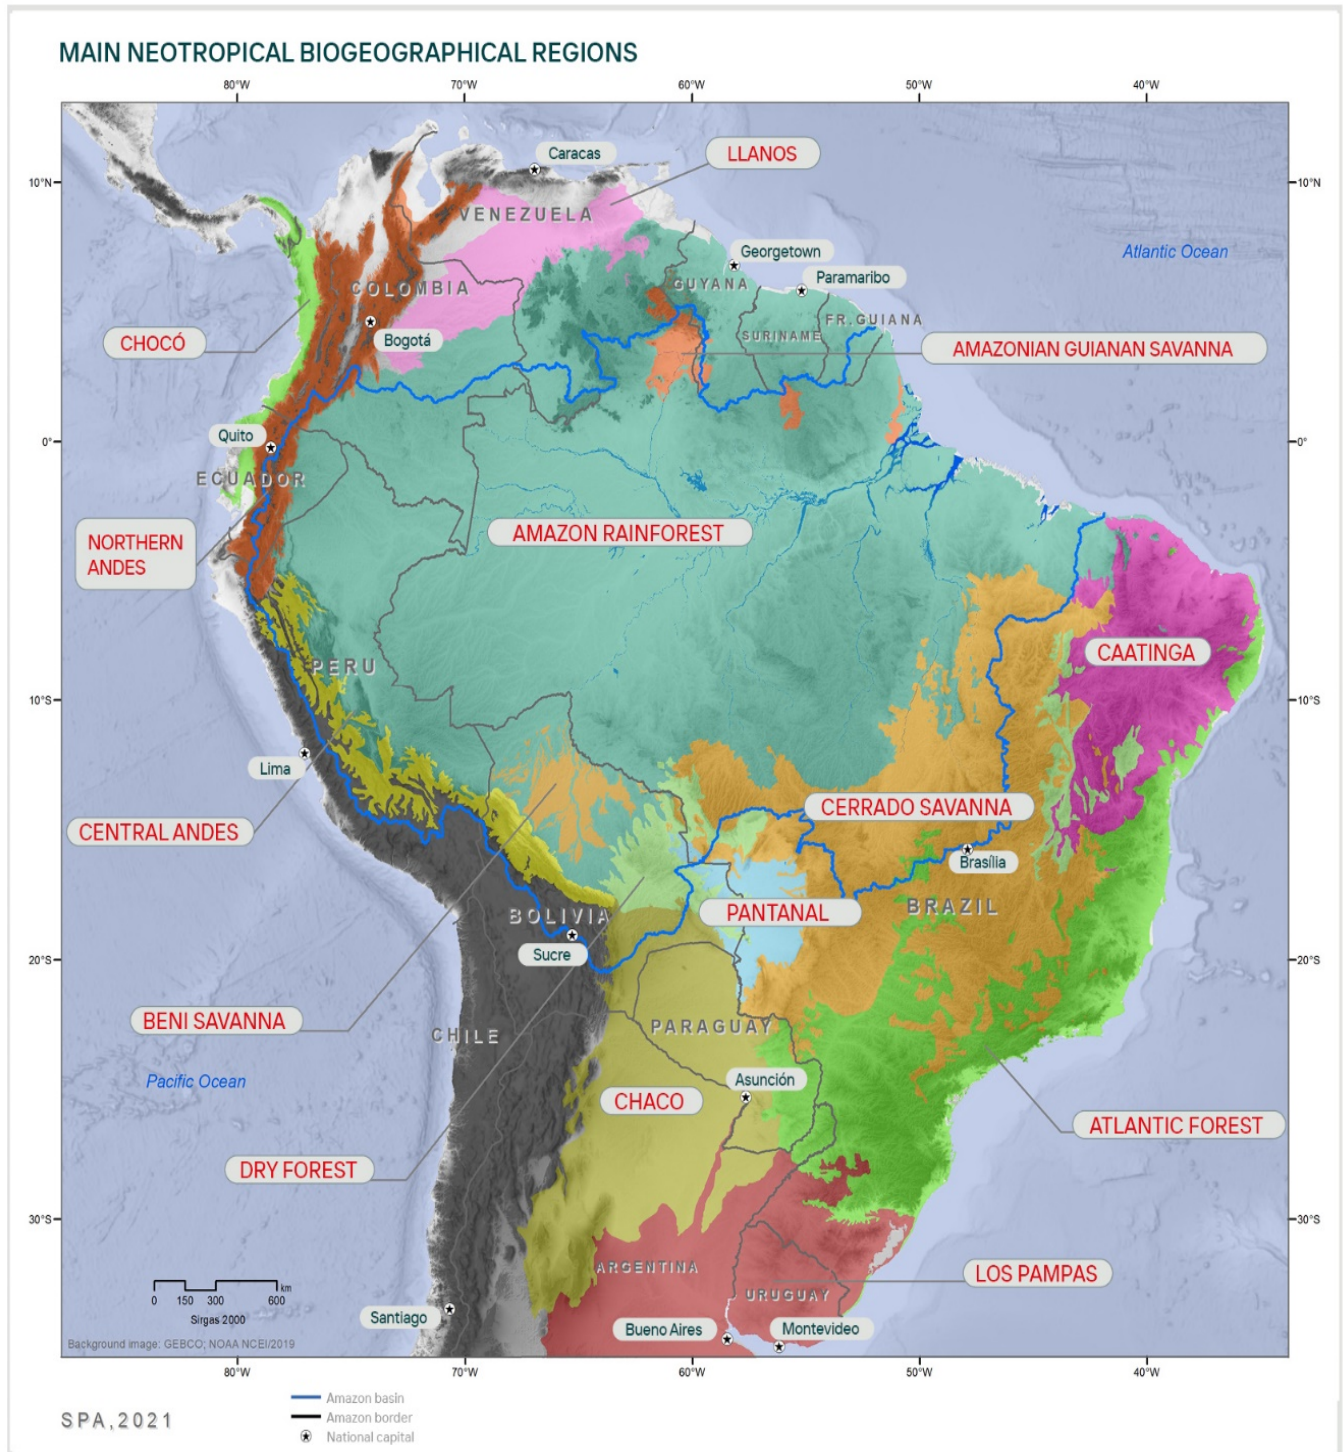 MAIN NEOTROPICAL BIOGEOGRAPHICAL REGIONS
80°W 70°W 60°W 50°W 40°W
Caracas
LLANOS
10°N 10°N
VENEZUELA
Georgetown
Atlantic Ocean
Paramaribo
GUYANA
COLOMBIA
FR.GUIANA
SURINAME
CHOCÓ
Bogotá
AMAZONIAN GUIANAN SAVANNA
Quito
0° 0°
ECUADOR
AMAZON RAINFOREST
NORTHERN
ANDES
CAATINGA
PERU
10°S 10°S
Lima
CERRADO SAVANNA
CENTRAL ANDES
Brasília
BRAZIL
PANTANAL
BOLIVIA
Sucre
20°S 20°S
BENI SAVANNA
PARAGUAY
CHILE
Pacific Ocean
Asunción
CHACO
ATLANTIC FOREST
DRY FOREST
30°S 30°S
ARGENTINA
LOS PAMPAS
km
URUGUAY
0 150 300 600
Sirgas 2000
Santiago
Bueno Aires
Montevideo
Background image: GEBCO; NOAA NCEI/2019
80°W 70°W 60°W 50°W 40°W
Amazon basin
SPA,2021
Amazon border
National capital